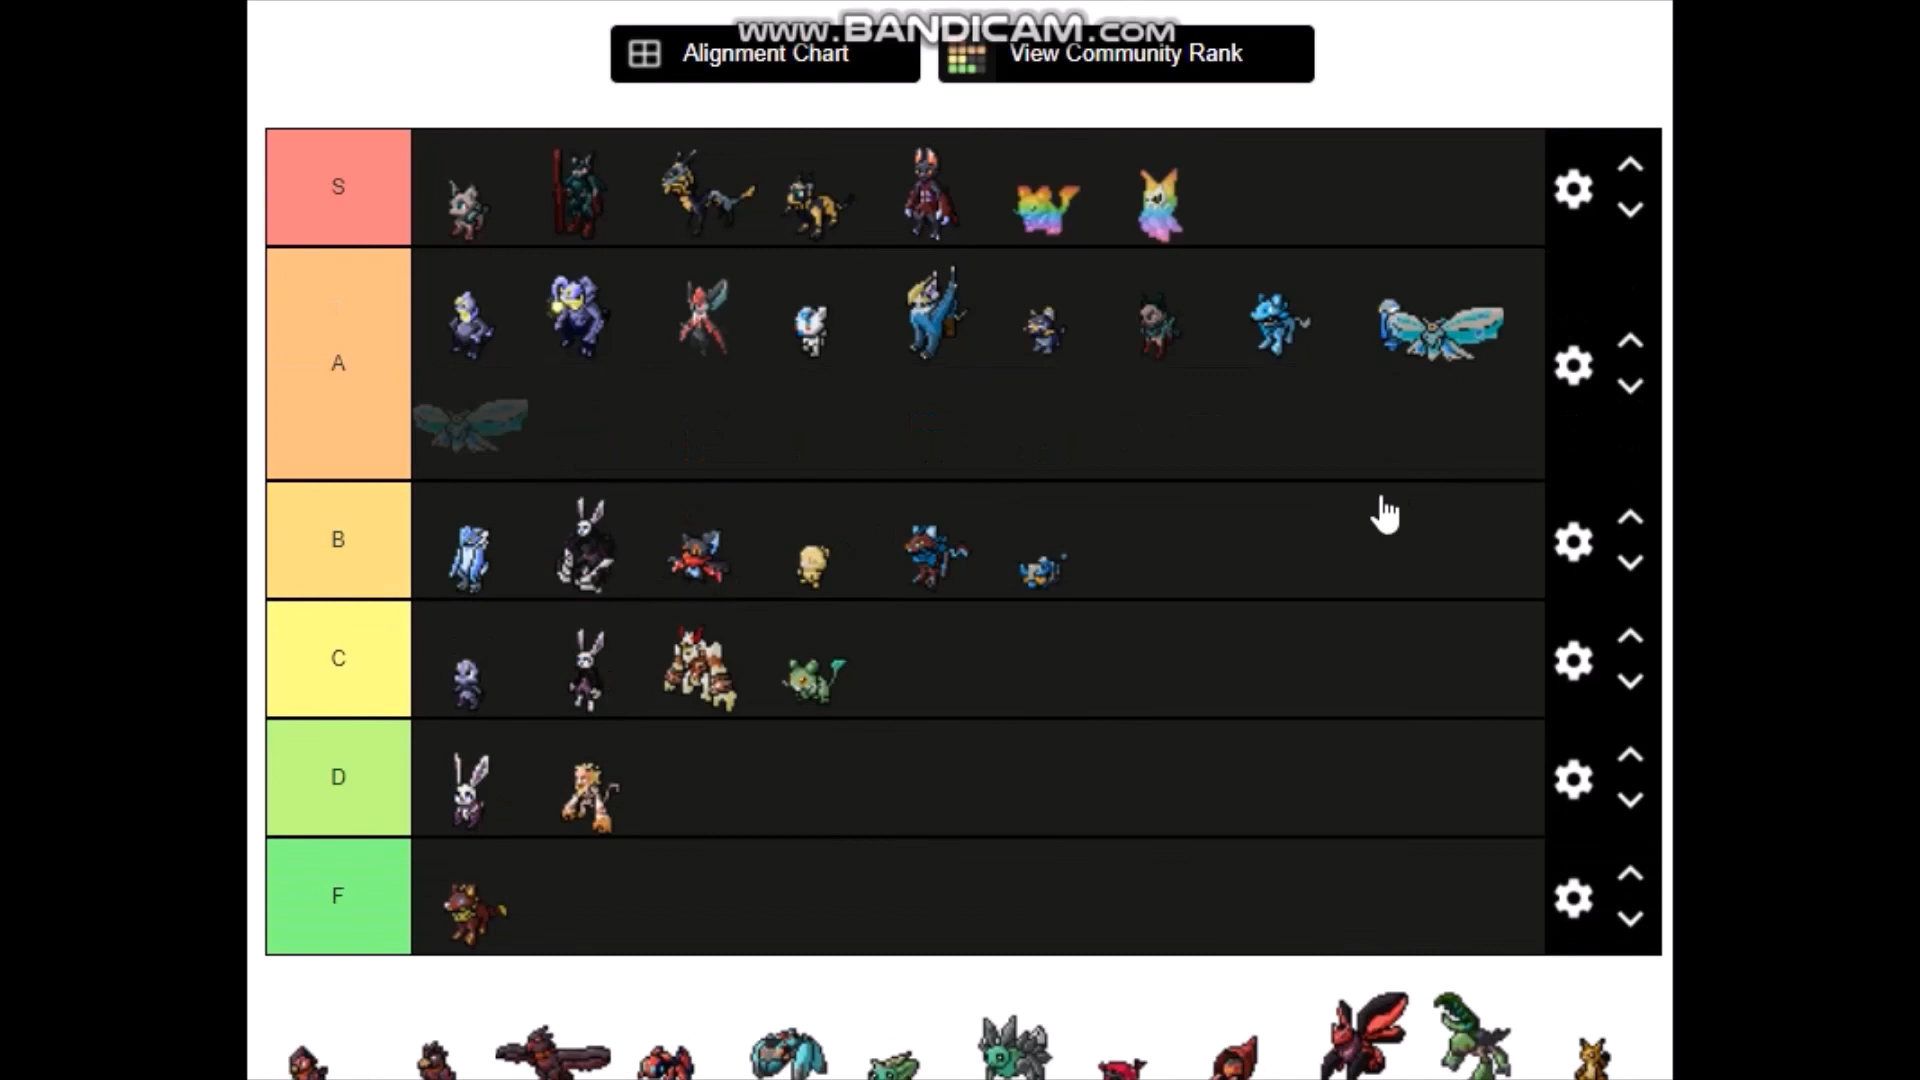 www.BANDICAM.com
Alignment Chart
View Community Rank
S
A
B
C
D
F